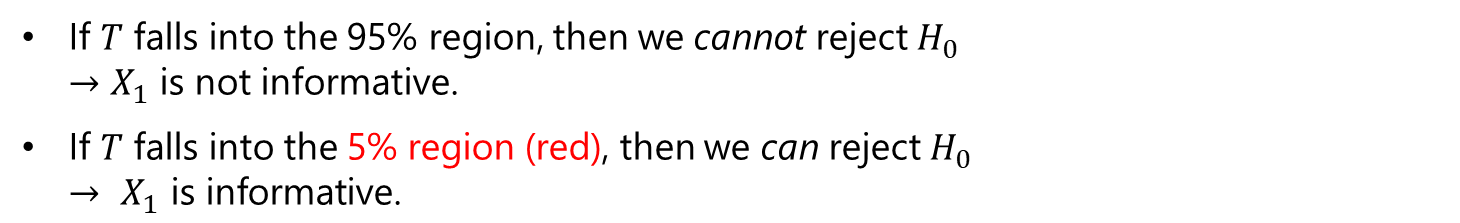 • If T falls into the 95% region, then we cannot reject H₀
→ X₁ is not informative.
• If T falls into the 5% region (red), then we can reject H₀
→ X₁ is informative.